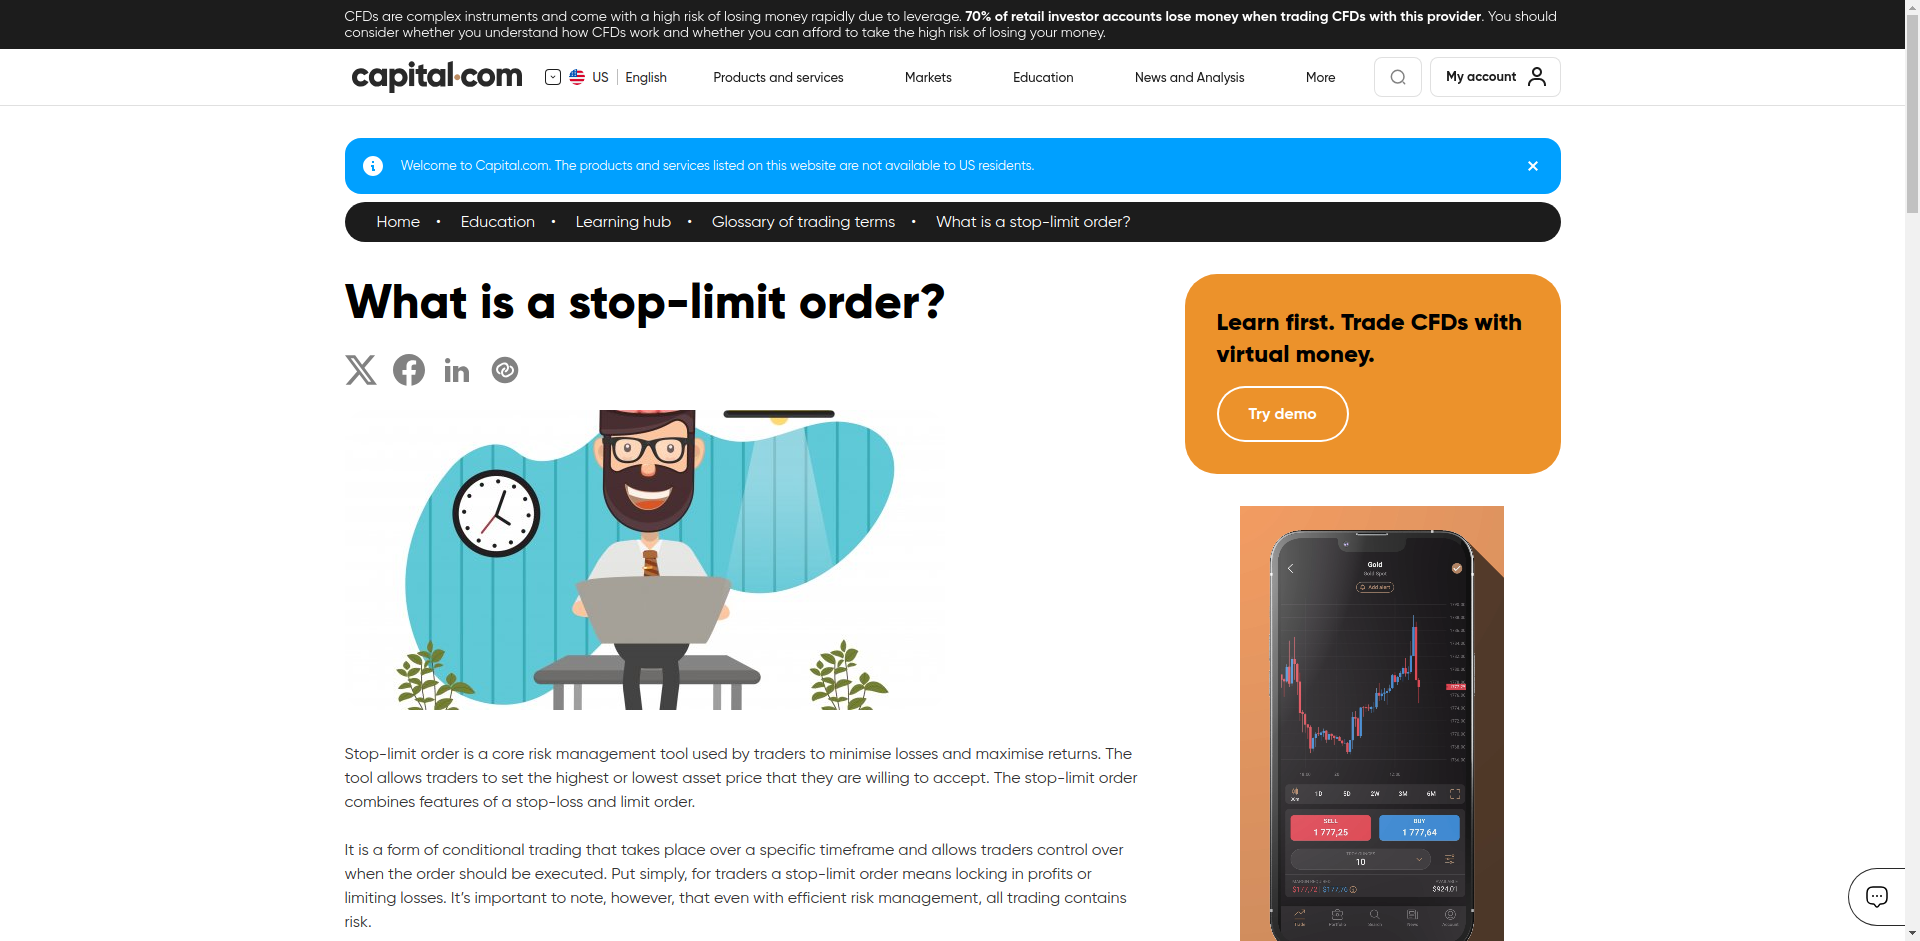 CFDs are complex instruments and come with a high risk of losing money rapidly due to leverage. 70% of retail investor accounts lose money when trading CFDs with this provider. You should
consider whether you understand how CFDs work and whether you can afford to take the high risk of losing your money.
capital.com
US English
Products and services
Markets
Education
News and Analysis
More
My account
Welcome to Capital.com. The products and services listed on this website are not available to US residents.
Home • Education • Learning hub • Glossary of trading terms • What is a stop-limit order?
What is a stop-limit order?
Stop-limit order is a core risk management tool used by traders to minimise losses and maximise returns. The
tool allows traders to set the highest or lowest asset price that they are willing to accept. The stop-limit order
combines features of a stop-loss and limit order.
It is a form of conditional trading that takes place over a specific timeframe and allows traders control over
when the order should be executed. Put simply, for traders a stop-limit order means locking in profits or
limiting losses. It’s important to note, however, that even with efficient risk management, all trading contains
risk.
Learn first. Trade CFDs with
virtual money.
Try demo
Gold
Gold Spot
Add alert
1D 5D 2W 3M 6M
SELL
1 777,25
BUY
1 777,64
10
$924.01